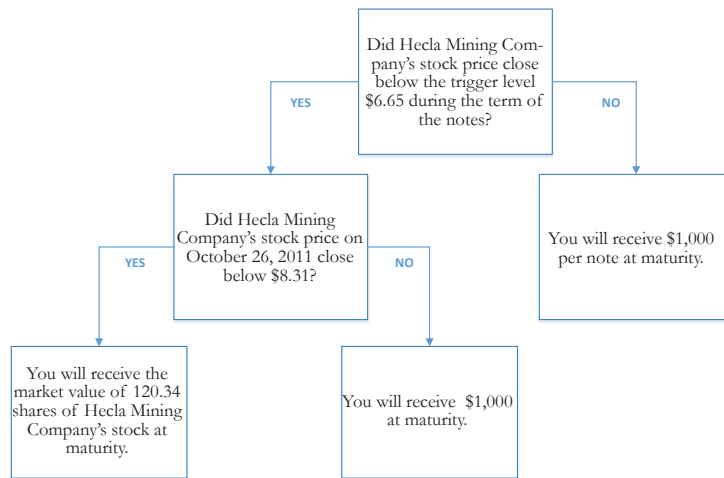 Did Hecla Mining Com-
pany's stock price close
below the trigger level
$6.65 during the term of
the notes?
YES
NO
Did Hecla Mining
Company's stock price on
October 26, 2011 close
below $8.31?
You will receive $1,000
per note at maturity.
YES
NO
You will receive the
market value of 120.34
shares of Hecla Mining
Company's stock at
maturity.
You will receive $1,000
at maturity.